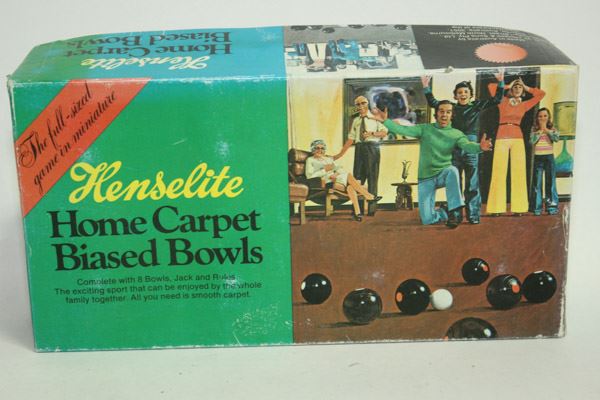 Henselite
Home Carpet
Biased Bowls
The full-sized
game in miniature
Henselite
Home Carpet
Biased Bowls
Complete with 8 Bowls, Jack and Rules
The exciting sport that can be enjoyed by the whole
family together. All you need is smooth carpet.